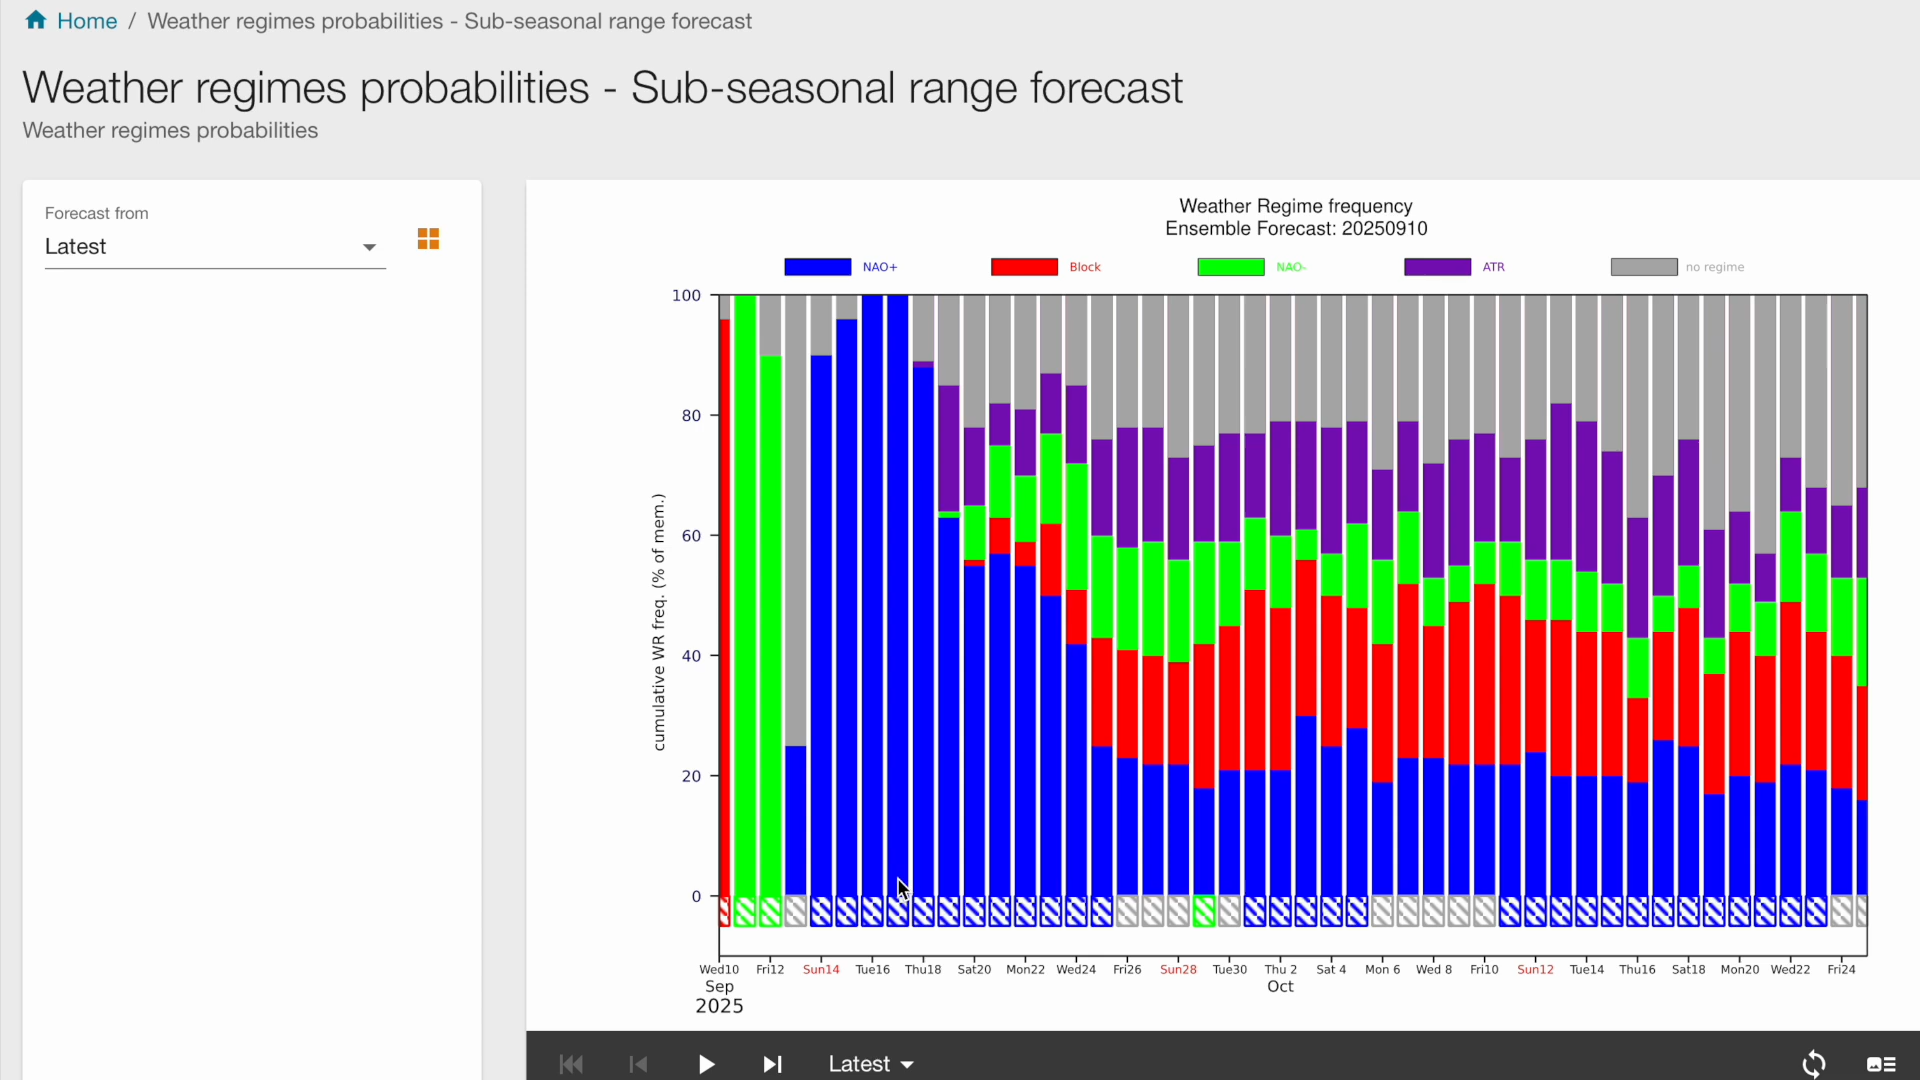 Home / Weather regimes probabilities - Sub-seasonal range forecast
Weather regimes probabilities - Sub-seasonal range forecast
Weather regimes probabilities
Forecast from
Latest
Weather Regime frequency
Ensemble Forecast: 20250910
NAO+ Block NAO- ATR no regime
100
80
60
40
20
0
cumulative WR freq. (% of mem.)
Wed10 Fri12 Sun14 Tue16 Thu18 Sat20 Mon22 Wed24 Fri26 Sun28 Tue30 Thu 2 Sat 4 Mon 6 Wed 8 Fri10 Sun12 Tue14 Thu16 Sat18 Mon20 Wed22 Fri24
Sep Oct
2025
Latest